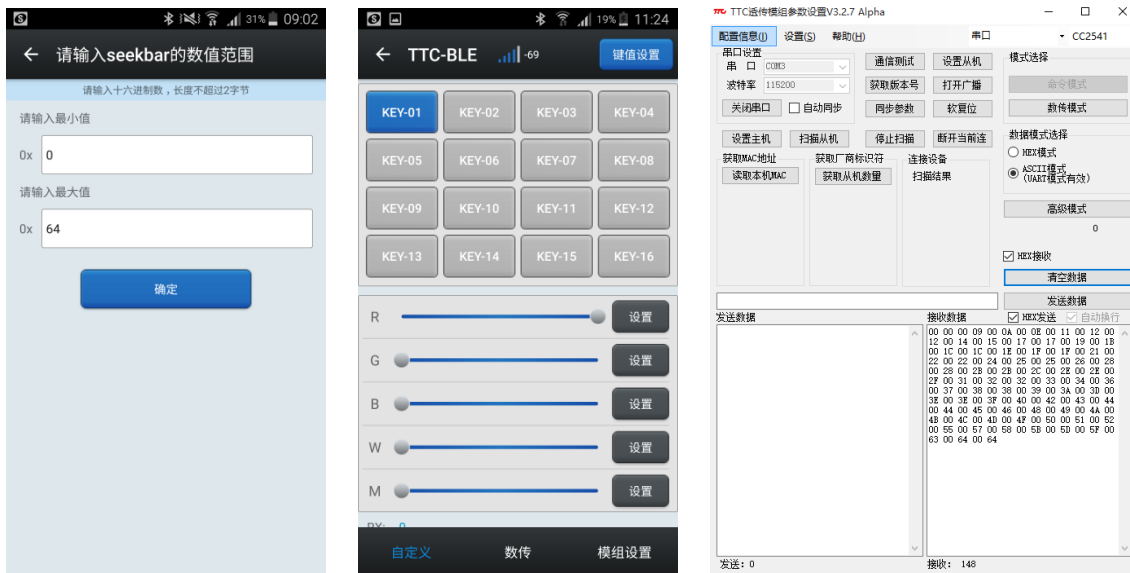 S 31% 09:02
← 请输入seekbar的数值范围
请输入十六进制数，长度不超过2字节
请输入最小值
0x 0
请输入最大值
0x 64
确定
S 19% 11:24
← TTC-BLE -69 键值设置
KEY-01 KEY-02 KEY-03 KEY-04
KEY-05 KEY-06 KEY-07 KEY-08
KEY-09 KEY-10 KEY-11 KEY-12
KEY-13 KEY-14 KEY-15 KEY-16
R 设置
G 设置
B 设置
W 设置
M 设置
自定义 数传 模组设置
TTC透传模组参数设置V3.2.7 Alpha
配置信息(I) 设置(S) 帮助(H) 串口 CC2541
串口设置
串 口 COM3 通信测试 设置从机
波特率 115200 获取版本号 打开广播
关闭串口 自动同步 同步参数 软复位
设置主机 扫描从机 停止扫描 断开当前连
获取MAC地址 获取厂商标识符 连接设备
读取本机MAC 获取从机数量 扫描结果
模式选择
命令模式
数传模式
数据模式选择
HEX模式
ASCII模式
(UART模式有效)
高级模式
0
HEX接收
清空数据
发送数据
发送数据 接收数据 HEX发送 自动换行
00 00 00 09 00 0A 00 0E 00 11 00 12 00
12 00 14 00 15 00 17 00 17 00 19 00 1B
00 1C 00 1C 00 1E 00 1F 00 1F 00 21 00
22 00 22 00 24 00 25 00 25 00 26 00 28
00 28 00 2B 00 2B 00 2C 00 2E 00 2E 00
2F 00 31 00 32 00 32 00 33 00 34 00 36
00 37 00 38 00 38 00 39 00 3A 00 3B 00
3E 00 3E 00 3F 00 40 00 42 00 43 00 44
00 44 00 45 00 46 00 48 00 49 00 4A 00
4B 00 4C 00 4D 00 4F 00 50 00 51 00 52
00 55 00 57 00 58 00 5B 00 5D 00 5F 00
63 00 64 00 64
发送: 0 接收: 148